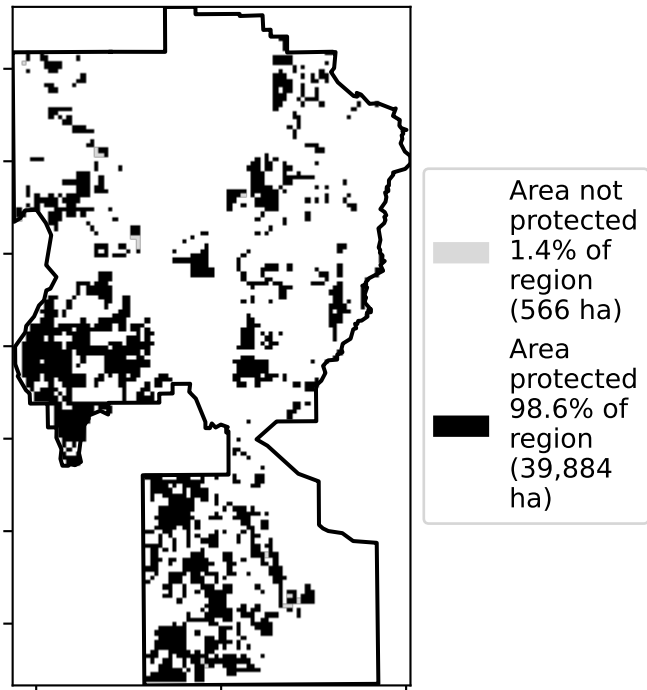 Area not
protected
1.4% of
region
(566 ha)
Area
protected
98.6% of
region
(39,884
ha)